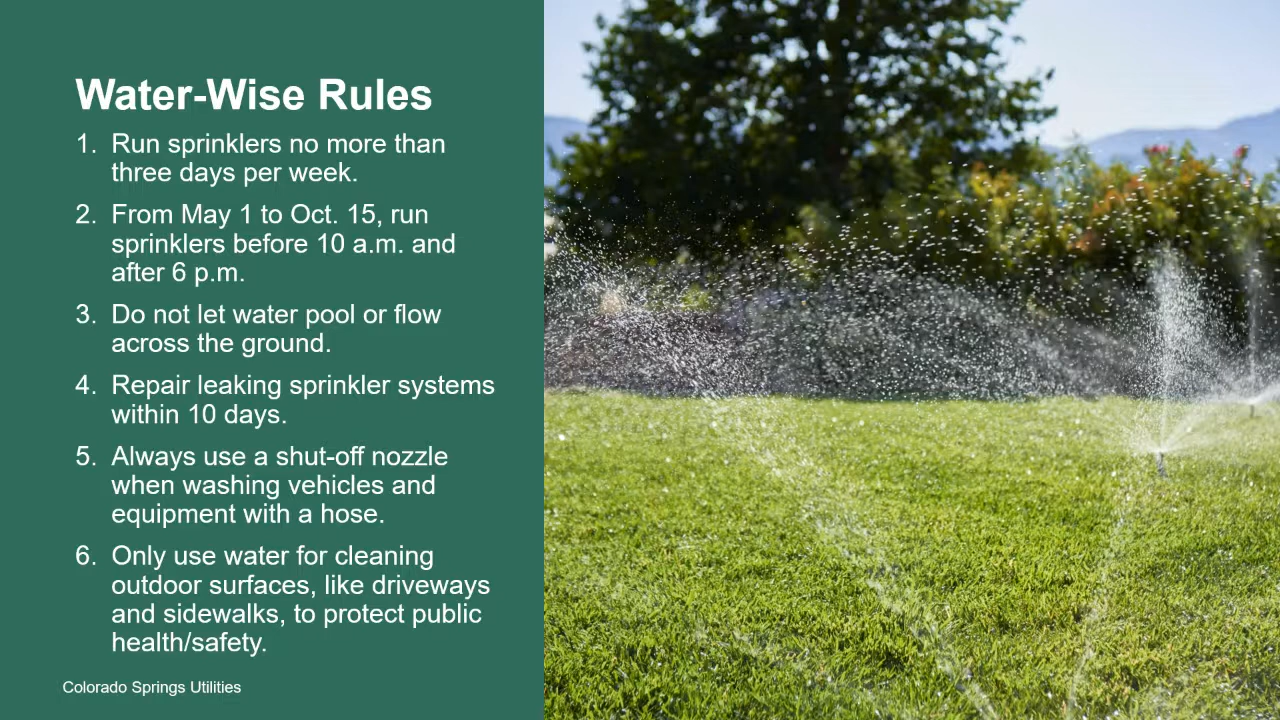 Water-Wise Rules
1. Run sprinklers no more than
three days per week.
2. From May 1 to Oct. 15, run
sprinklers before 10 a.m. and
after 6 p.m.
3. Do not let water pool or flow
across the ground.
4. Repair leaking sprinkler systems
within 10 days.
5. Always use a shut-off nozzle
when washing vehicles and
equipment with a hose.
6. Only use water for cleaning
outdoor surfaces, like driveways
and sidewalks, to protect public
health/safety.
Colorado Springs Utilities